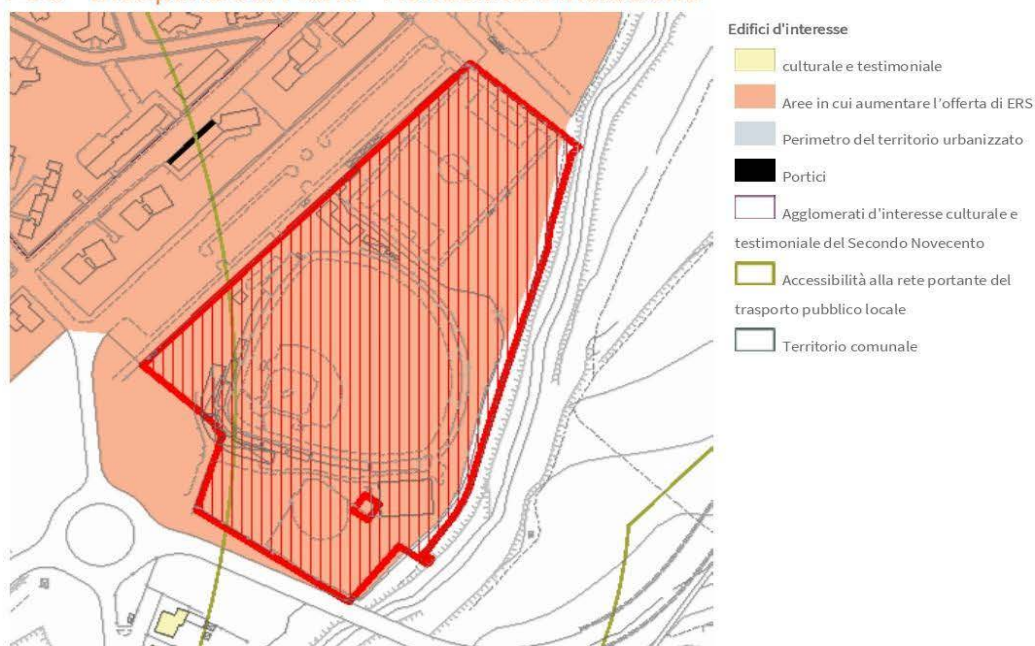 Edifici d'interesse
culturale e testimoniale
Aree in cui aumentare l'offerta di ERS
Perimetro del territorio urbanizzato
Portici
Agglomerati d'interesse culturale e
testimoniale del Secondo Novecento
Accessibilità alla rete portante del
trasporto pubblico locale
Territorio comunale